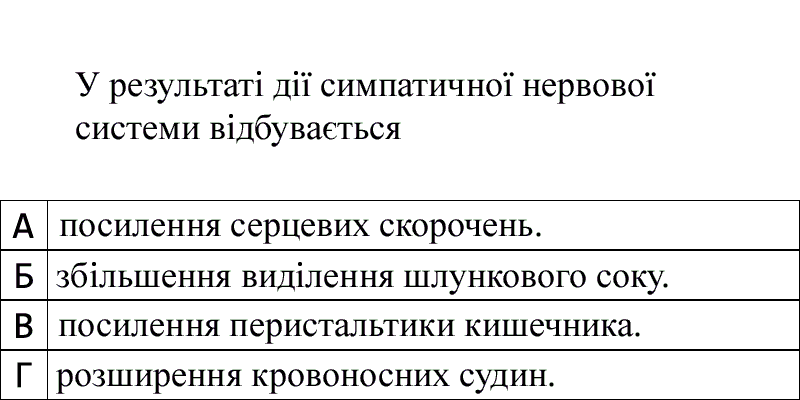 У результаті дії симпатичної нервової
системи відбувається
А посилення серцевих скорочень.
Б збільшення виділення шлункового соку.
В посилення перистальтики кишечника.
Г розширення кровоносних судин.